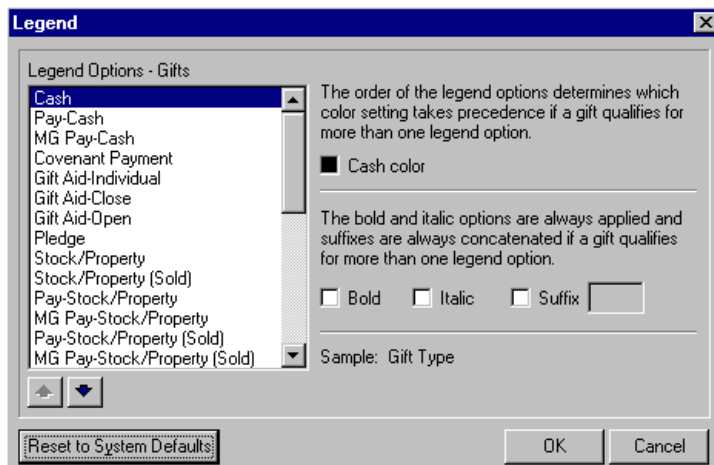 Legend
Legend Options - Gifts
Cash
Pay-Cash
MG Pay-Cash
Covenant Payment
Gift Aid-Individual
Gift Aid-Close
Gift Aid-Open
Pledge
Stock/Property
Stock/Property (Sold)
Pay-Stock/Property
MG Pay-Stock/Property
Pay-Stock/Property (Sold)
MG Pay-Stock/Property (Sold)
The order of the legend options determines which
color setting takes precedence if a gift qualifies for
more than one legend option.
Cash color
The bold and italic options are always applied and
suffixes are always concatenated if a gift qualifies
for more than one legend option.
Bold Italic Suffix
Sample: Gift Type
Reset to System Defaults OK Cancel